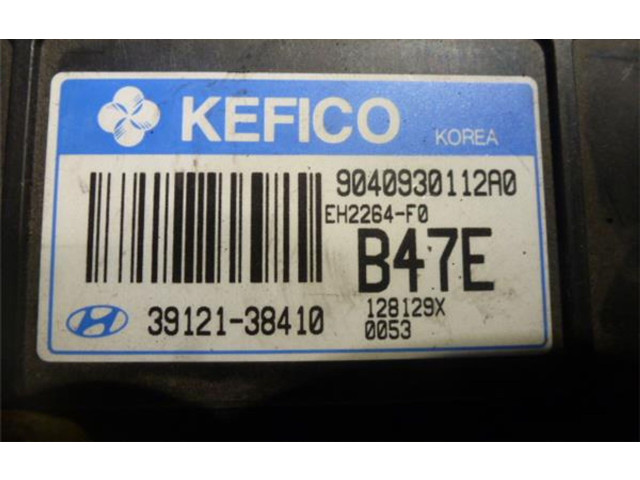 KEFICO KOREA
9040930112A0
EH2264-F0
B47E
39121-38410
128129X
0053